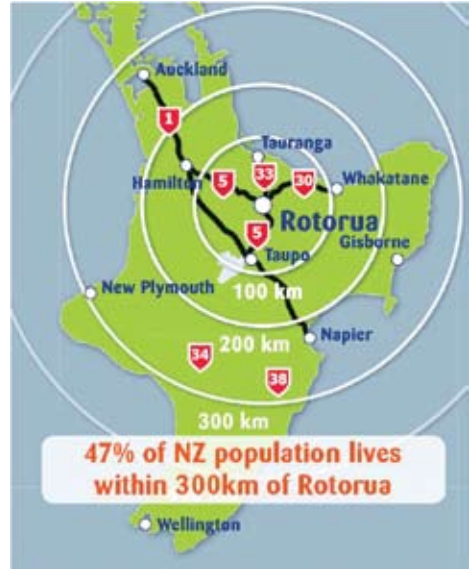 Auckland
1
Tauranga
Hamilton
5
33
30
Whakatane
Rotorua
5
Gisborne
Taupo
New Plymouth
100 km
Napier
200 km
34
38
300 km
47% of NZ population lives
within 300km of Rotorua
Wellington